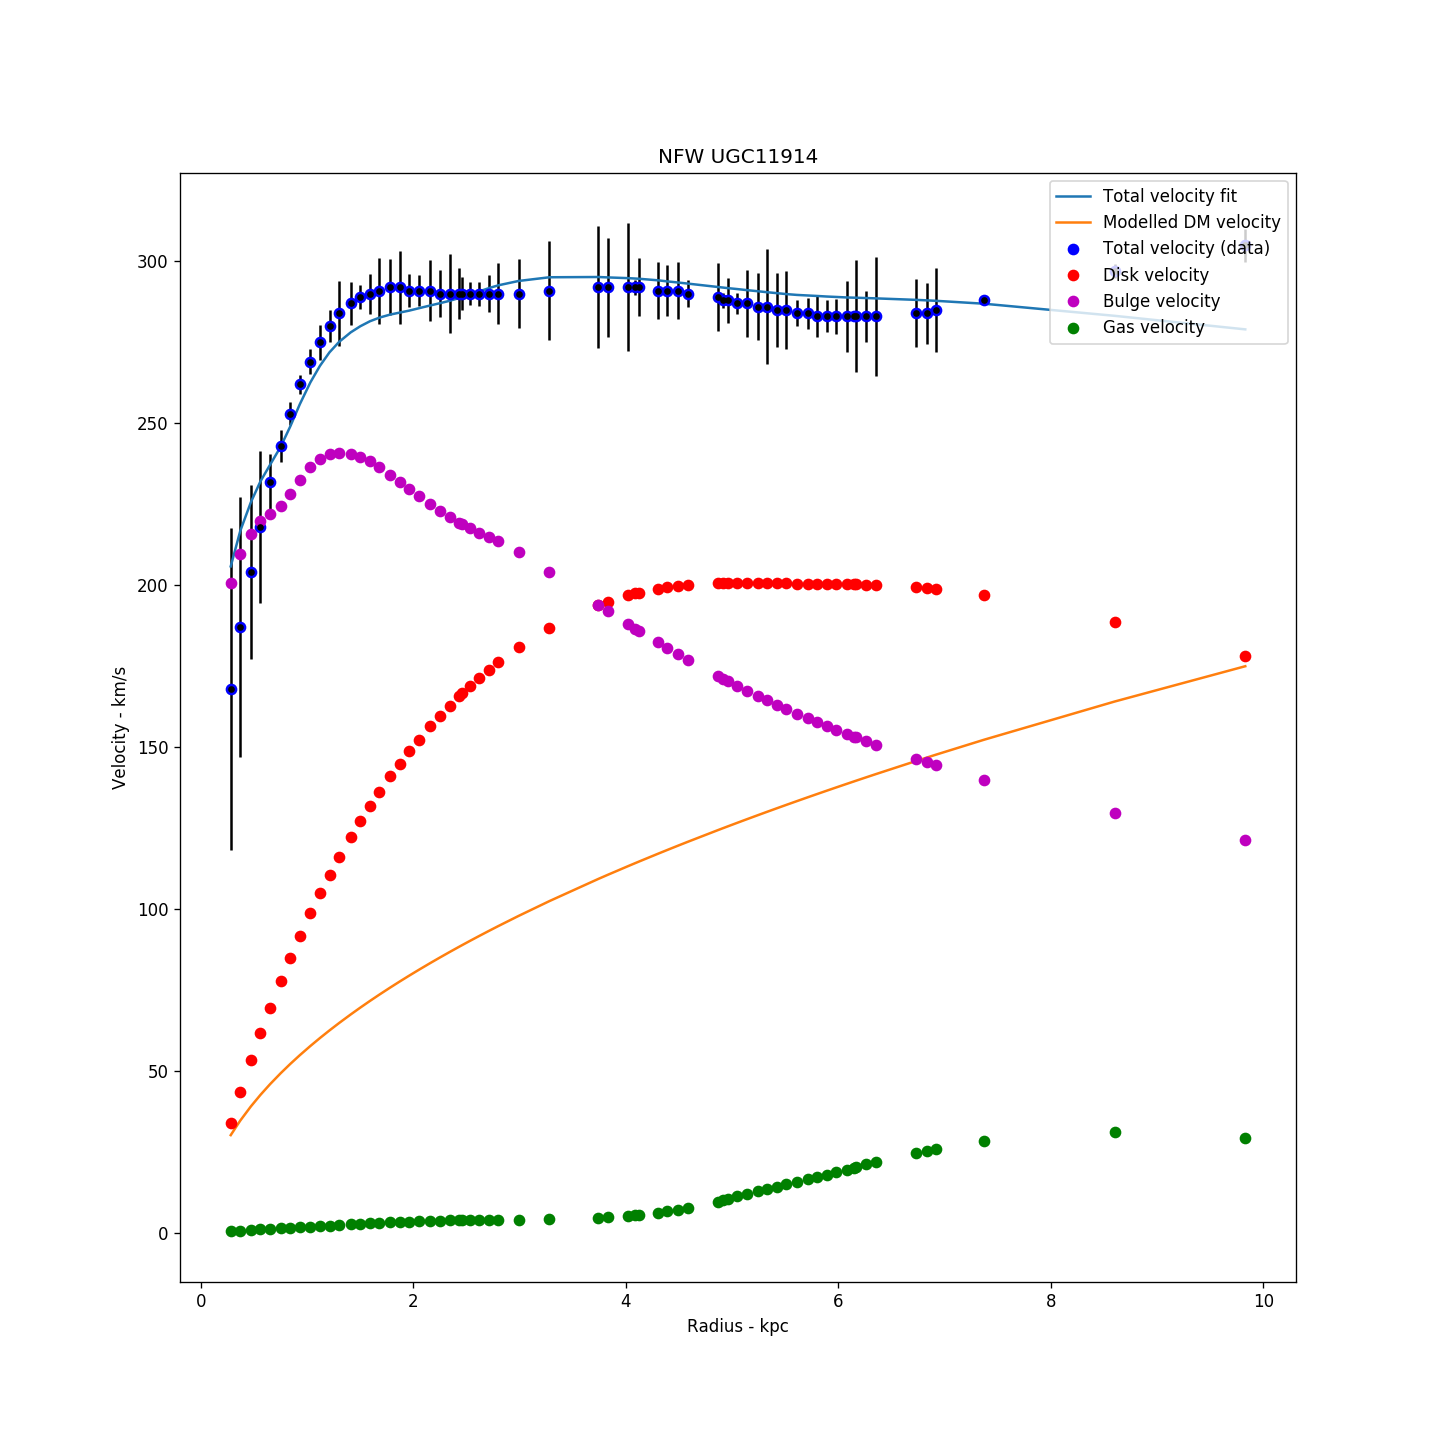 NFW UGC11914
Total velocity fit
Modelled DM velocity
Total velocity (data)
Disk velocity
Bulge velocity
Gas velocity
300
250
200
150
100
50
0
Velocity - km/s
0 2 4 6 8 10
Radius - kpc